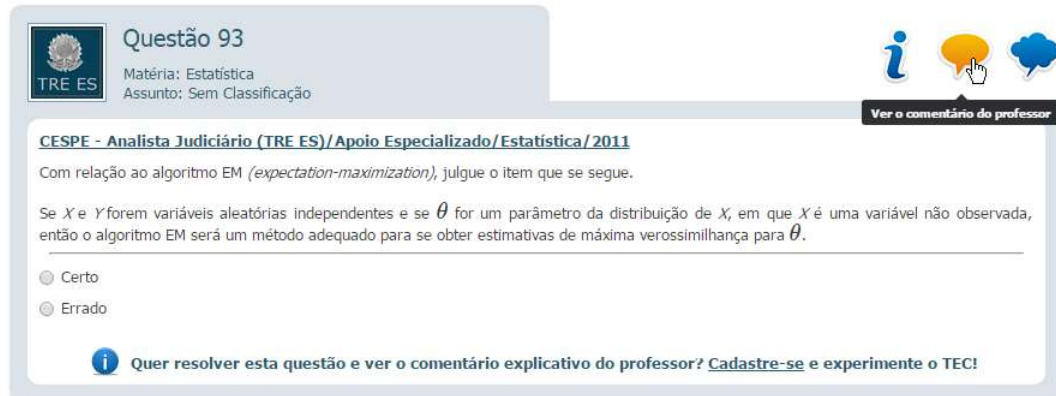 Questão 93
TRE ES
Matéria: Estatística
Assunto: Sem Classificação
Ver o comentário do professor
CESPE - Analista Judiciário (TRE ES)/Apoio Especializado/Estatística/2011
Com relação ao algoritmo EM (expectation-maximization), julgue o item que se segue.
Se X e Y forem variáveis aleatórias independentes e se θ for um parâmetro da distribuição de X, em que X é uma variável não observada,
então o algoritmo EM será um método adequado para se obter estimativas de máxima verossimilhança para θ.
Certo
Errado
Quer resolver esta questão e ver o comentário explicativo do professor? Cadastre-se e experimente o TEC!